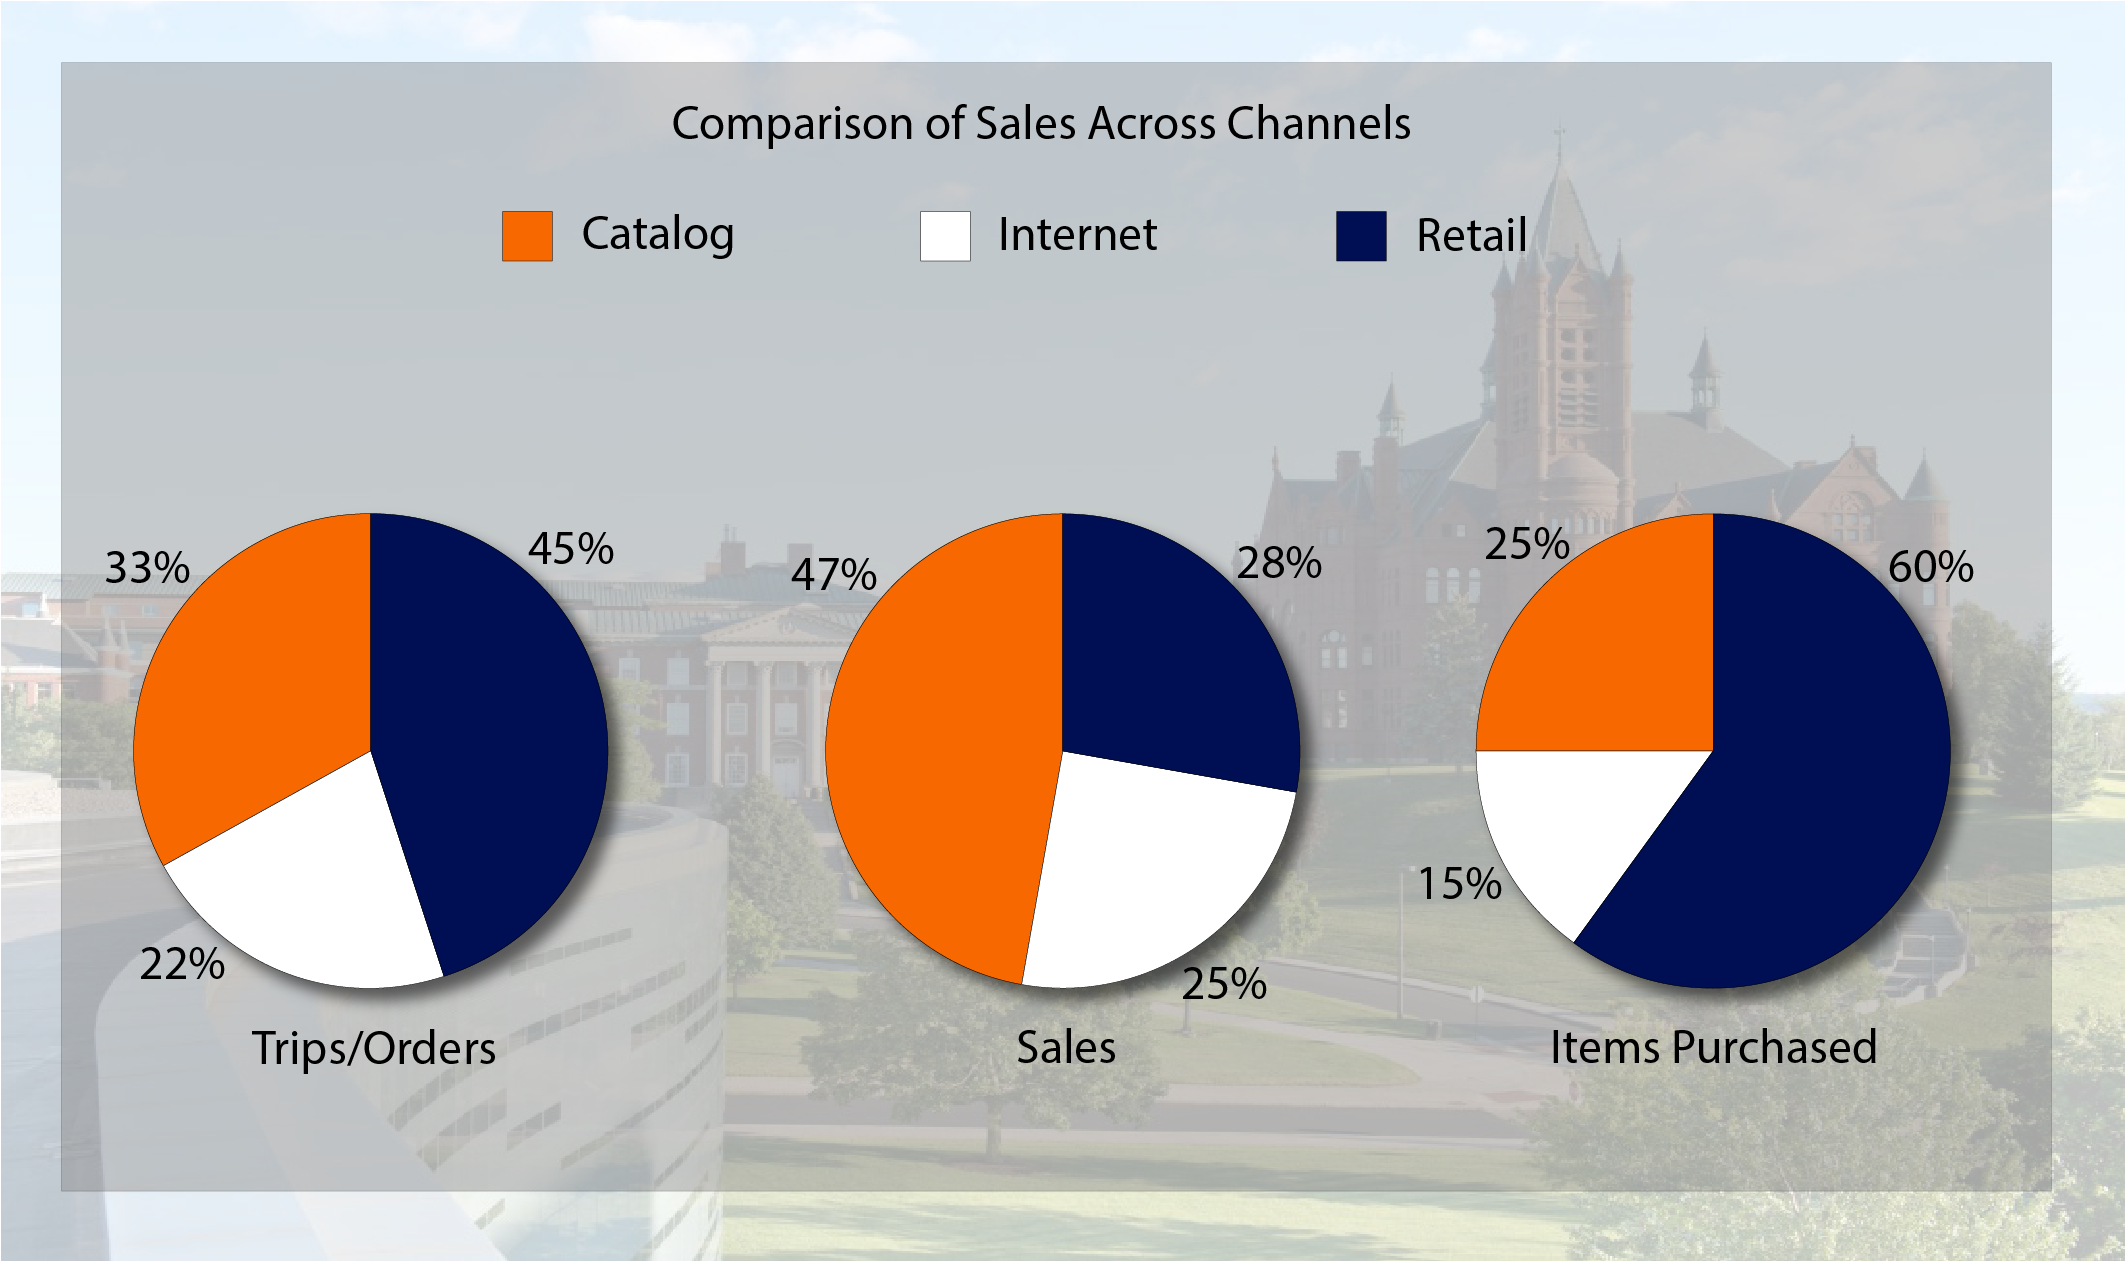 Comparison of Sales Across Channels
Catalog Internet Retail
33% 45%
22%
Trips/Orders
47% 28%
25%
Sales
25% 60%
15%
Items Purchased